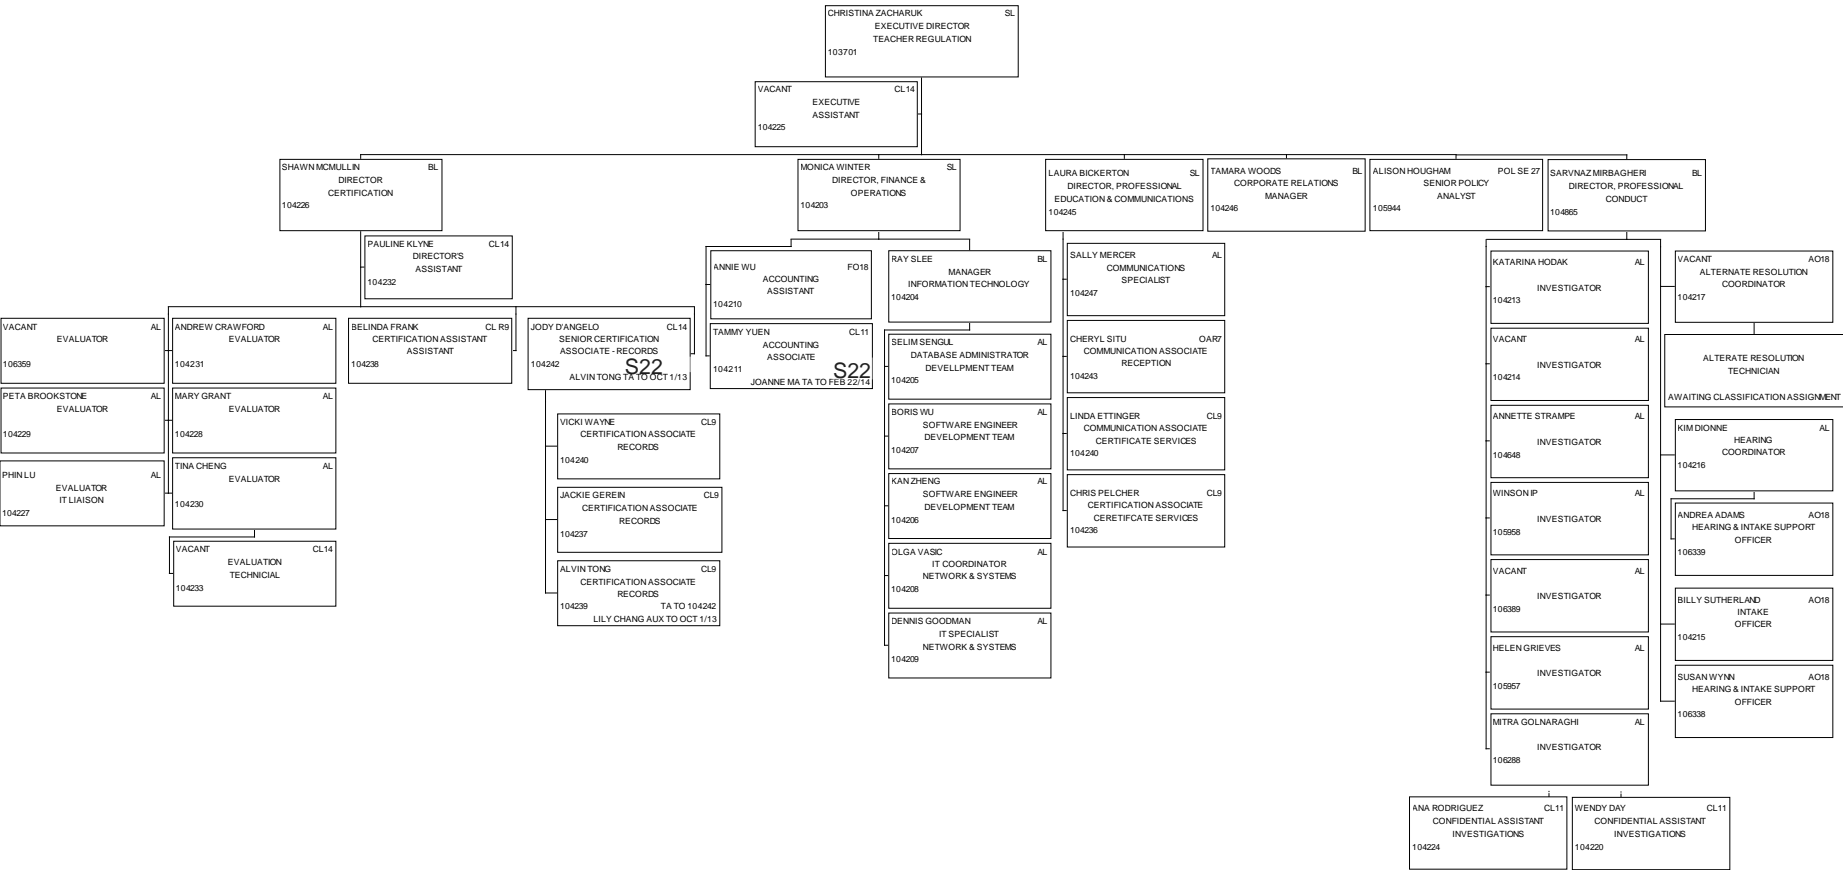 CHRISTINA ZACHARUK SL
EXECUTIVE DIRECTOR
TEACHER REGULATION
103701
VACANT CL14
EXECUTIVE
ASSISTANT
104225
SHAWN MCMULLIN BL
DIRECTOR
CERTIFICATION
104226
MONICA WINTER SL
DIRECTOR, FINANCE &
OPERATIONS
104203
LAURA BICKERTON SL
DIRECTOR, PROFESSIONAL
EDUCATION & COMMUNICATIONS
104245
TAMARA WOODS BL
CORPORATE RELATIONS
MANAGER
104246
ALISON HOUGHAM POL SE 27
SENIOR POLICY
ANALYST
105944
SARVNAZ MIRBAGHERI BL
DIRECTOR, PROFESSIONAL
CONDUCT
104865
PAULINE KLYNE CL14
DIRECTOR'S
ASSISTANT
104232
VACANT AL
EVALUATOR
106359
ANDREW CRAWFORD AL
EVALUATOR
104231
BELINDA FRANK CL R9
CERTIFICATION ASSISTANT
ASSISTANT
104238
JODY D'ANGELO CL14
SENIOR CERTIFICATION
ASSOCIATE - RECORDS
104242
S22
ALVIN TONG TA TO OCT 1/13
PETA BROOKSTONE AL
EVALUATOR
104229
MARY GRANT AL
EVALUATOR
104228
PHIN LU AL
EVALUATOR
IT LIAISON
104227
TINA CHENG AL
EVALUATOR
104230
VACANT CL14
EVALUATION
TECHNICIAL
104233
VICKI WAYNE CL9
CERTIFICATION ASSOCIATE
RECORDS
104240
JACKIE GEREIN CL9
CERTIFICATION ASSOCIATE
RECORDS
104237
ALVIN TONG CL9
CERTIFICATION ASSOCIATE
RECORDS
104239 TA TO 104242
LILY CHANG AUX TO OCT 1/13
ANNIE WU FO18
ACCOUNTING
ASSISTANT
104210
TAMMY YUEN CL11
ACCOUNTING
ASSOCIATE
104211
S22
JOANNE MA TA TO FEB 22/14
RAY SLEE BL
MANAGER
INFORMATION TECHNOLOGY
104204
SELIM SENGUL AL
DATABASE ADMINISTRATOR
DEVELLPMENT TEAM
104205
BORIS WU AL
SOFTWARE ENGINEER
DEVELOPMENT TEAM
104207
KAN ZHENG AL
SOFTWARE ENGINEER
DEVELOPMENT TEAM
104206
OLGA VASIC AL
IT COORDINATOR
NETWORK & SYSTEMS
104208
DENNIS GOODMAN AL
IT SPECIALIST
NETWORK & SYSTEMS
104209
SALLY MERCER AL
COMMUNICATIONS
SPECIALIST
104247
CHERYL SITU OAR7
COMMUNICATION ASSOCIATE
RECEPTION
104243
LINDA ETTINGER CL9
COMMUNICATION ASSOCIATE
CERTIFICATE SERVICES
104240
CHRIS PELCHER CL9
CERTIFICATION ASSOCIATE
CERETIFCATE SERVICES
104236
KATARINA HODAK AL
INVESTIGATOR
104213
VACANT AL
INVESTIGATOR
104214
ANNETTE STRAMPE AL
INVESTIGATOR
104648
WINSON IP AL
INVESTIGATOR
105958
VACANT AL
INVESTIGATOR
106389
HELEN GRIEVES AL
INVESTIGATOR
105957
MITRA GOLNARAGHI AL
INVESTIGATOR
106288
ANA RODRIGUEZ CL11
CONFIDENTIAL ASSISTANT
INVESTIGATIONS
104224
WENDY DAY CL11
CONFIDENTIAL ASSISTANT
INVESTIGATIONS
104220
VACANT AO18
ALTERNATE RESOLUTION
COORDINATOR
104217
ALTERATE RESOLUTION
TECHNICIAN
AWAITING CLASSIFICATION ASSIGNMENT
KIM DIONNE AL
HEARING
COORDINATOR
104216
ANDREA ADAMS AO18
HEARING & INTAKE SUPPORT
OFFICER
106339
BILLY SUTHERLAND AO18
INTAKE
OFFICER
104215
SUSAN WYNN AO18
HEARING & INTAKE SUPPORT
OFFICER
106338